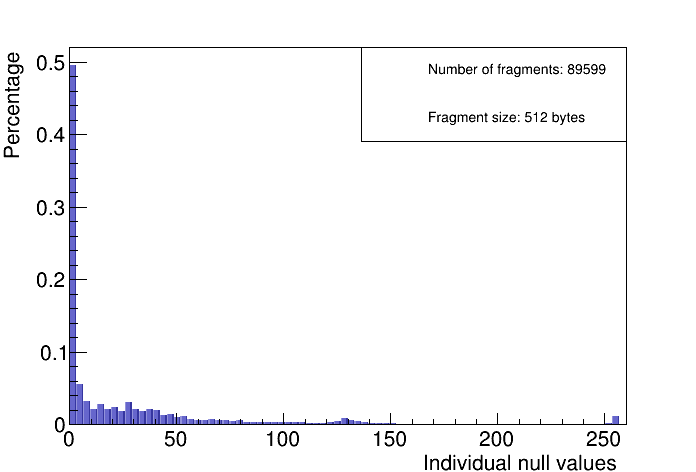 Percentage
0.5
0.4
0.3
0.2
0.1
0
Number of fragments: 89599
Fragment size: 512 bytes
0 50 100 150 200 250
Individual null values